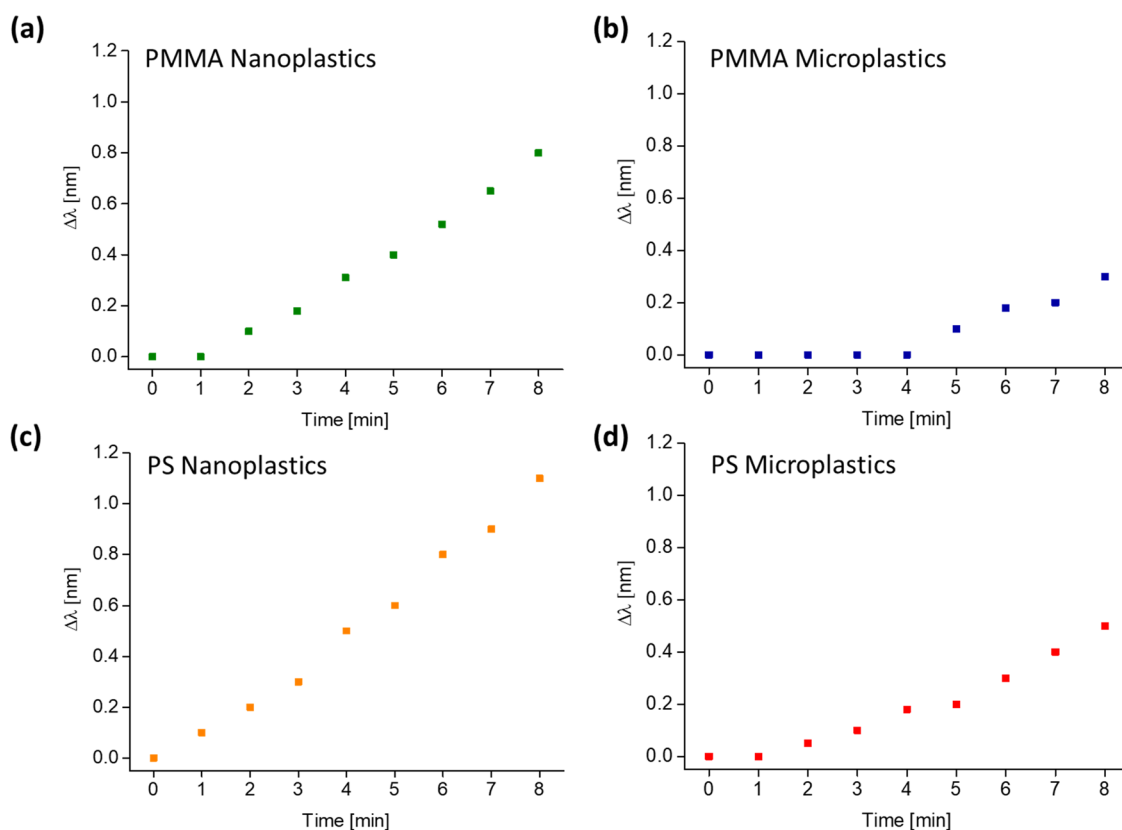 (a)
PMMA Nanoplastics
1.2
1.0
0.8
0.6
0.4
0.2
0.0
Δλ [nm]
0 1 2 3 4 5 6 7 8
Time [min]
(b)
PMMA Microplastics
1.2
1.0
0.8
0.6
0.4
0.2
0.0
Δλ [nm]
0 1 2 3 4 5 6 7 8
Time [min]
(c)
PS Nanoplastics
1.2
1.0
0.8
0.6
0.4
0.2
0.0
Δλ [nm]
0 1 2 3 4 5 6 7 8
Time [min]
(d)
PS Microplastics
1.2
1.0
0.8
0.6
0.4
0.2
0.0
Δλ [nm]
0 1 2 3 4 5 6 7 8
Time [min]